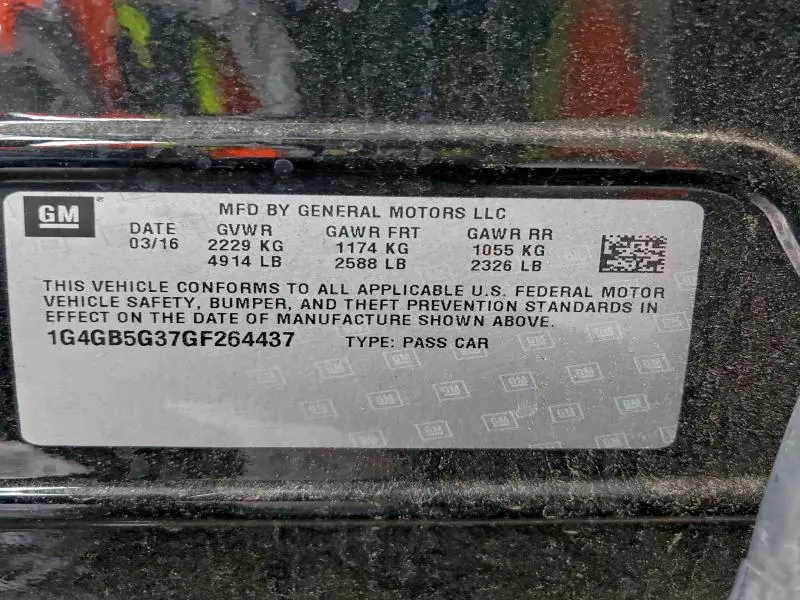 GM
MFD BY GENERAL MOTORS LLC
DATE GVWR GAWR FRT GAWR RR
03/16 2229 KG 1174 KG 1055 KG
4914 LB 2588 LB 2326 LB
THIS VEHICLE CONFORMS TO ALL APPLICABLE U.S. FEDERAL MOTOR
VEHICLE SAFETY, BUMPER, AND THEFT PREVENTION STANDARDS IN
EFFECT ON THE DATE OF MANUFACTURE SHOWN ABOVE.
1G4GB5G37GF264437 TYPE: PASS CAR